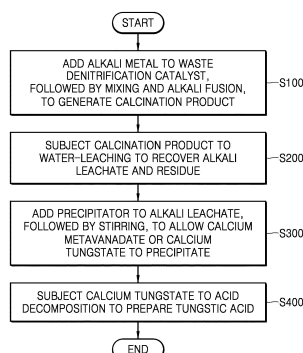 START
ADD ALKALI METAL TO WASTE
DENITRIFICATION CATALYST,
FOLLOWED BY MIXING AND ALKALI FUSION,
TO GENERATE CALCINATION PRODUCT
S100
SUBJECT CALCINATION PRODUCT TO
WATER-LEACHING TO RECOVER ALKALI
LEACHATE AND RESIDUE
S200
ADD PRECIPITATOR TO ALKALI LEACHATE,
FOLLOWED BY STIRRING, TO ALLOW CALCIUM
METAVANADATE OR CALCIUM
TUNGSTATE TO PRECIPITATE
S300
SUBJECT CALCIUM TUNGSTATE TO ACID
DECOMPOSITION TO PREPARE TUNGSTIC ACID
S400
END